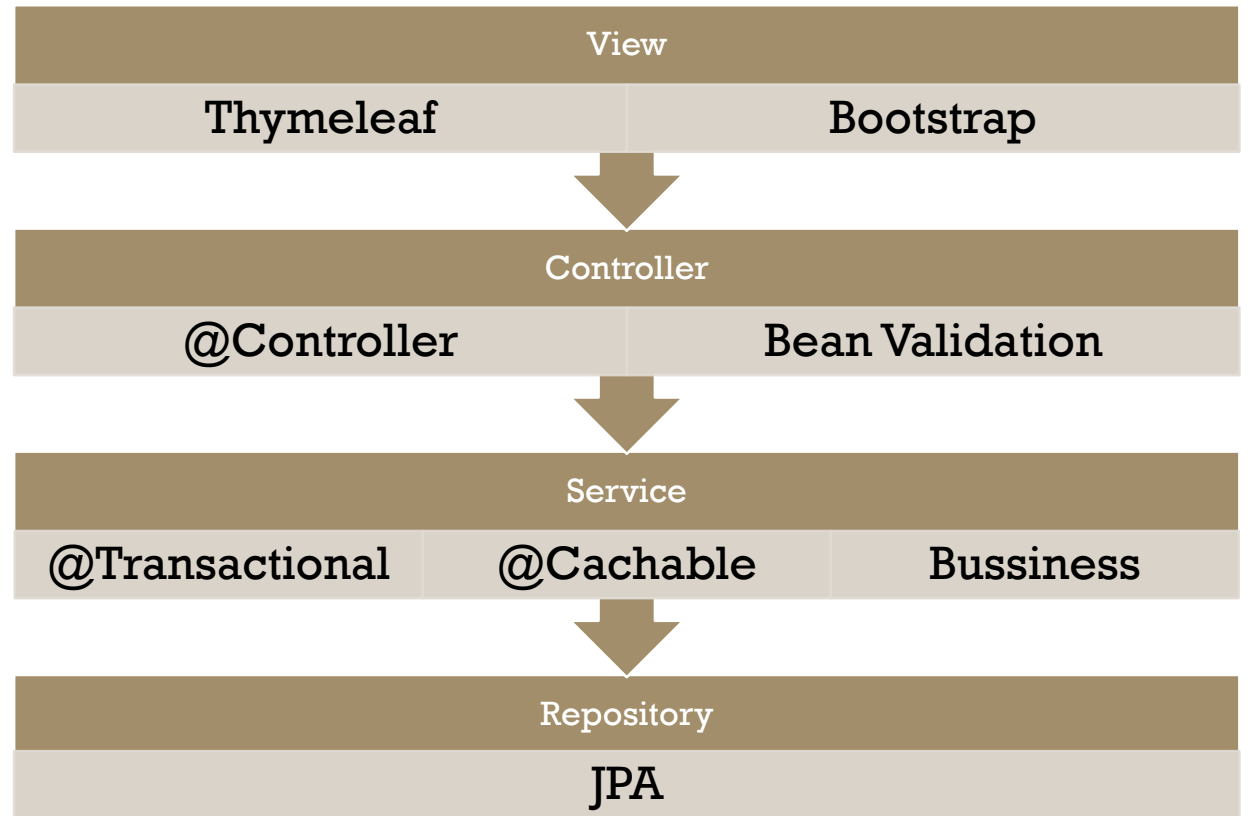 View
Thymeleaf Bootstrap
Controller
@Controller Bean Validation
Service
@Transactional @Cachable Bussiness
Repository
JPA